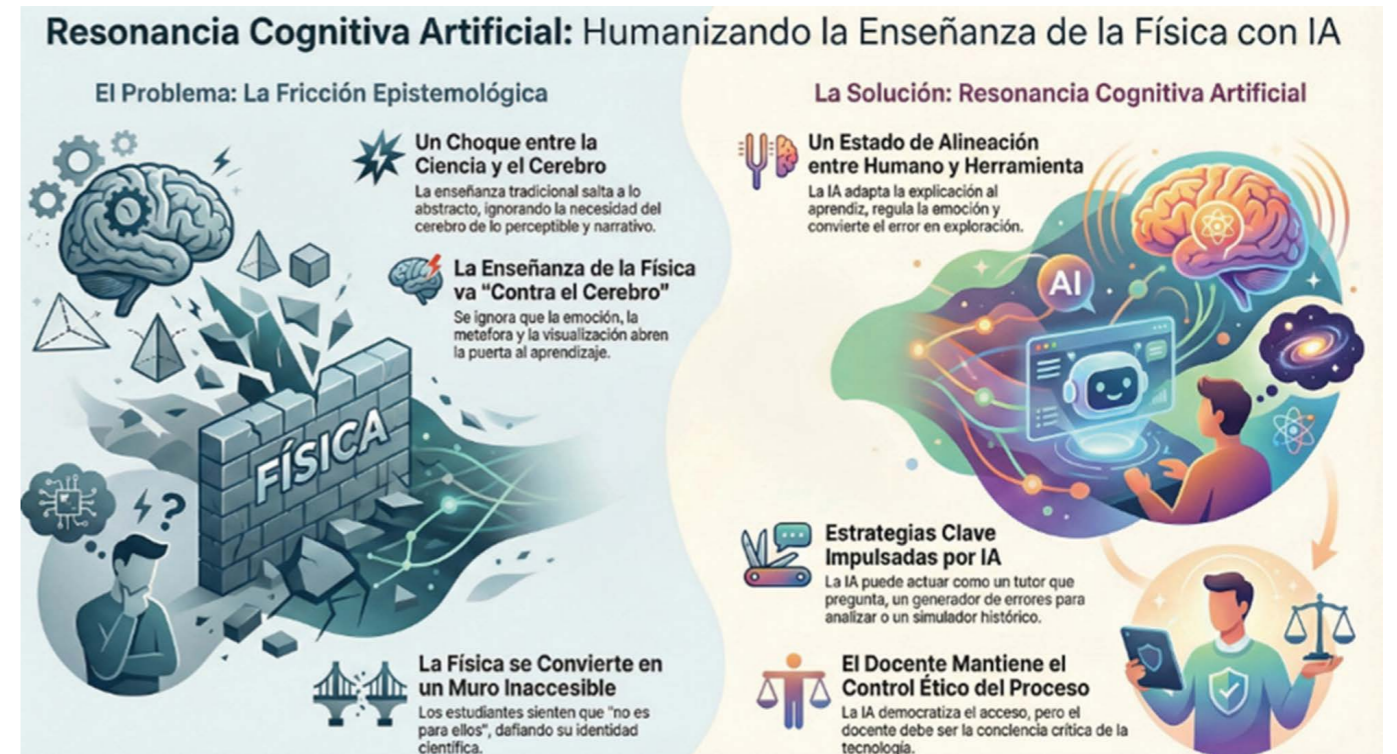 Resonancia Cognitiva Artificial: Humanizando la Enseñanza de la Física con IA
El Problema: La Fricción Epistemológica
Un Choque entre la
Ciencia y el Cerebro
La enseñanza tradicional salta a lo
abstracto, ignorando la necesidad del
cerebro de lo perceptible y narrativo.
La Enseñanza de la Física
va "Contra el Cerebro"
Se ignora que la emoción, la
metefora y la visualización abren
la puerta al aprendizaje.
FÍSICA
?
La Física se Convierte en
un Muro Inaccesible
Los estudiantes sienten que "no es
para ellos", dafiando su identidad
científica.
La Solución: Resonancia Cognitiva Artificial
Un Estado de Alineación
entre Humano y Herramienta
La IA adapta la explicación al
aprendiz, regula la emoción y
convierte el error en exploración.
AI
Estrategias Clave
Impulsadas por IA
La IA puede actuar como un tutor que
pregunta, un generador de errores para
analizar o un simulador histórico.
El Docente Mantiene el
Control Ético del Proceso
La IA democratiza el acceso, pero el
docente debe ser la conclencia crítica de la
tecnología.